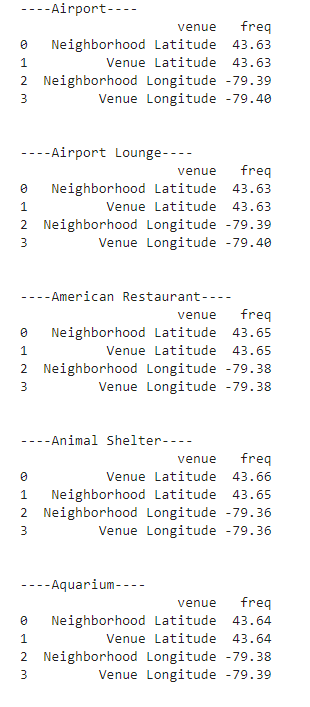 ----Airport----
                    venue   freq
0   Neighborhood Latitude  43.63
1          Venue Latitude  43.63
2  Neighborhood Longitude -79.39
3         Venue Longitude -79.40
----Airport Lounge----
                    venue   freq
0   Neighborhood Latitude  43.63
1          Venue Latitude  43.63
2  Neighborhood Longitude -79.39
3         Venue Longitude -79.40
----American Restaurant----
                    venue   freq
0   Neighborhood Latitude  43.65
1          Venue Latitude  43.65
2  Neighborhood Longitude -79.38
3         Venue Longitude -79.38
----Animal Shelter----
                    venue   freq
0          Venue Latitude  43.66
1   Neighborhood Latitude  43.65
2  Neighborhood Longitude -79.36
3         Venue Longitude -79.36
----Aquarium----
                    venue   freq
0   Neighborhood Latitude  43.64
1          Venue Latitude  43.64
2  Neighborhood Longitude -79.38
3         Venue Longitude -79.39